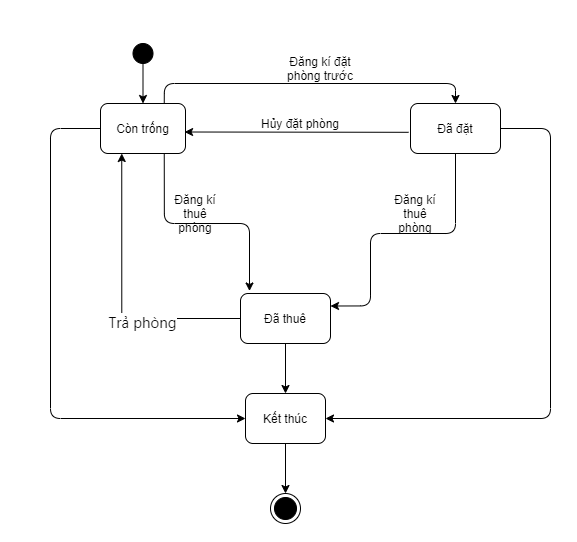 Đăng kí đặt
phòng trước
Còn trống
Hủy đặt phòng
Đã đặt
Đăng kí
thuê
phòng
Đăng kí
thuê
phòng
Trả phòng
Đã thuê
Kết thúc